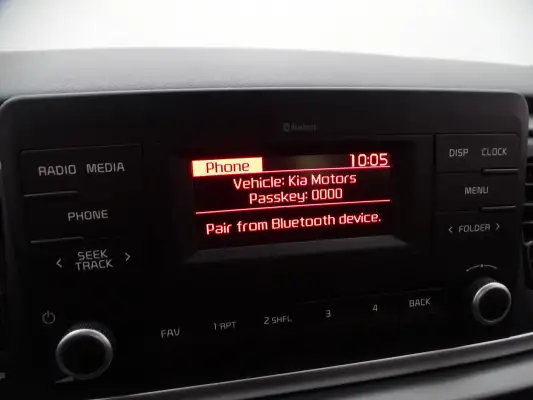 Bluetooth
RADIO MEDIA
PHONE
< SEEK TRACK >
Phone 10:05
Vehicle: Kia Motors
Passkey: 0000
Pair from Bluetooth device.
DISP CLOCK
MENU
< FOLDER >
FAV 1 RPT 2 SHFL 3 4 BACK